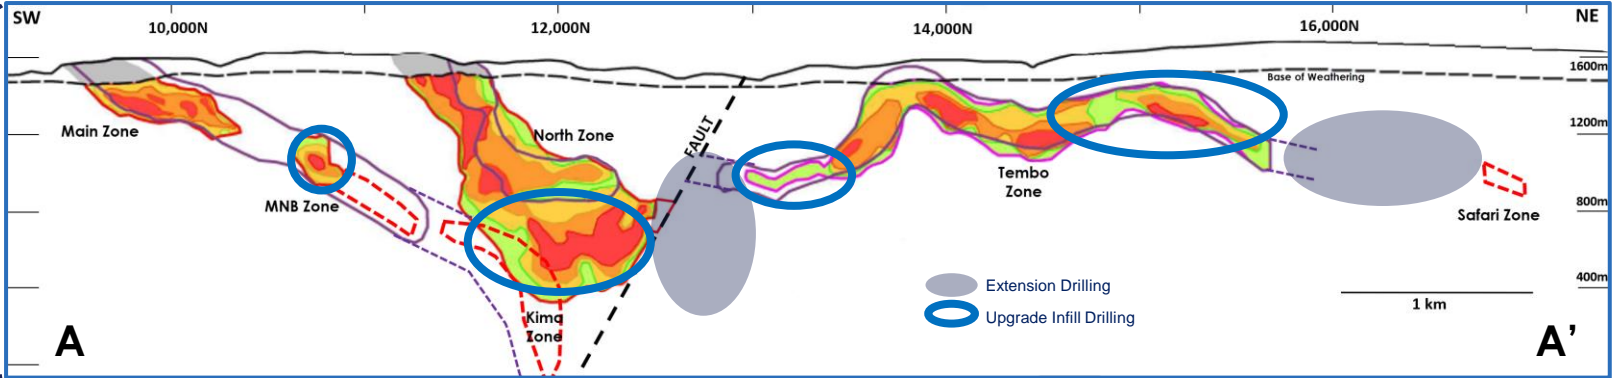 SW
10,000N
12,000N
14,000N
16,000N
NE
1600m
Base of Weathering
1200m
Main Zone
North Zone
FAULT
MNB Zone
Tembo
Zone
Safari Zone
800m
400m
Extension Drilling
Upgrade Infill Drilling
1 km
Kima
Zone
A
A’